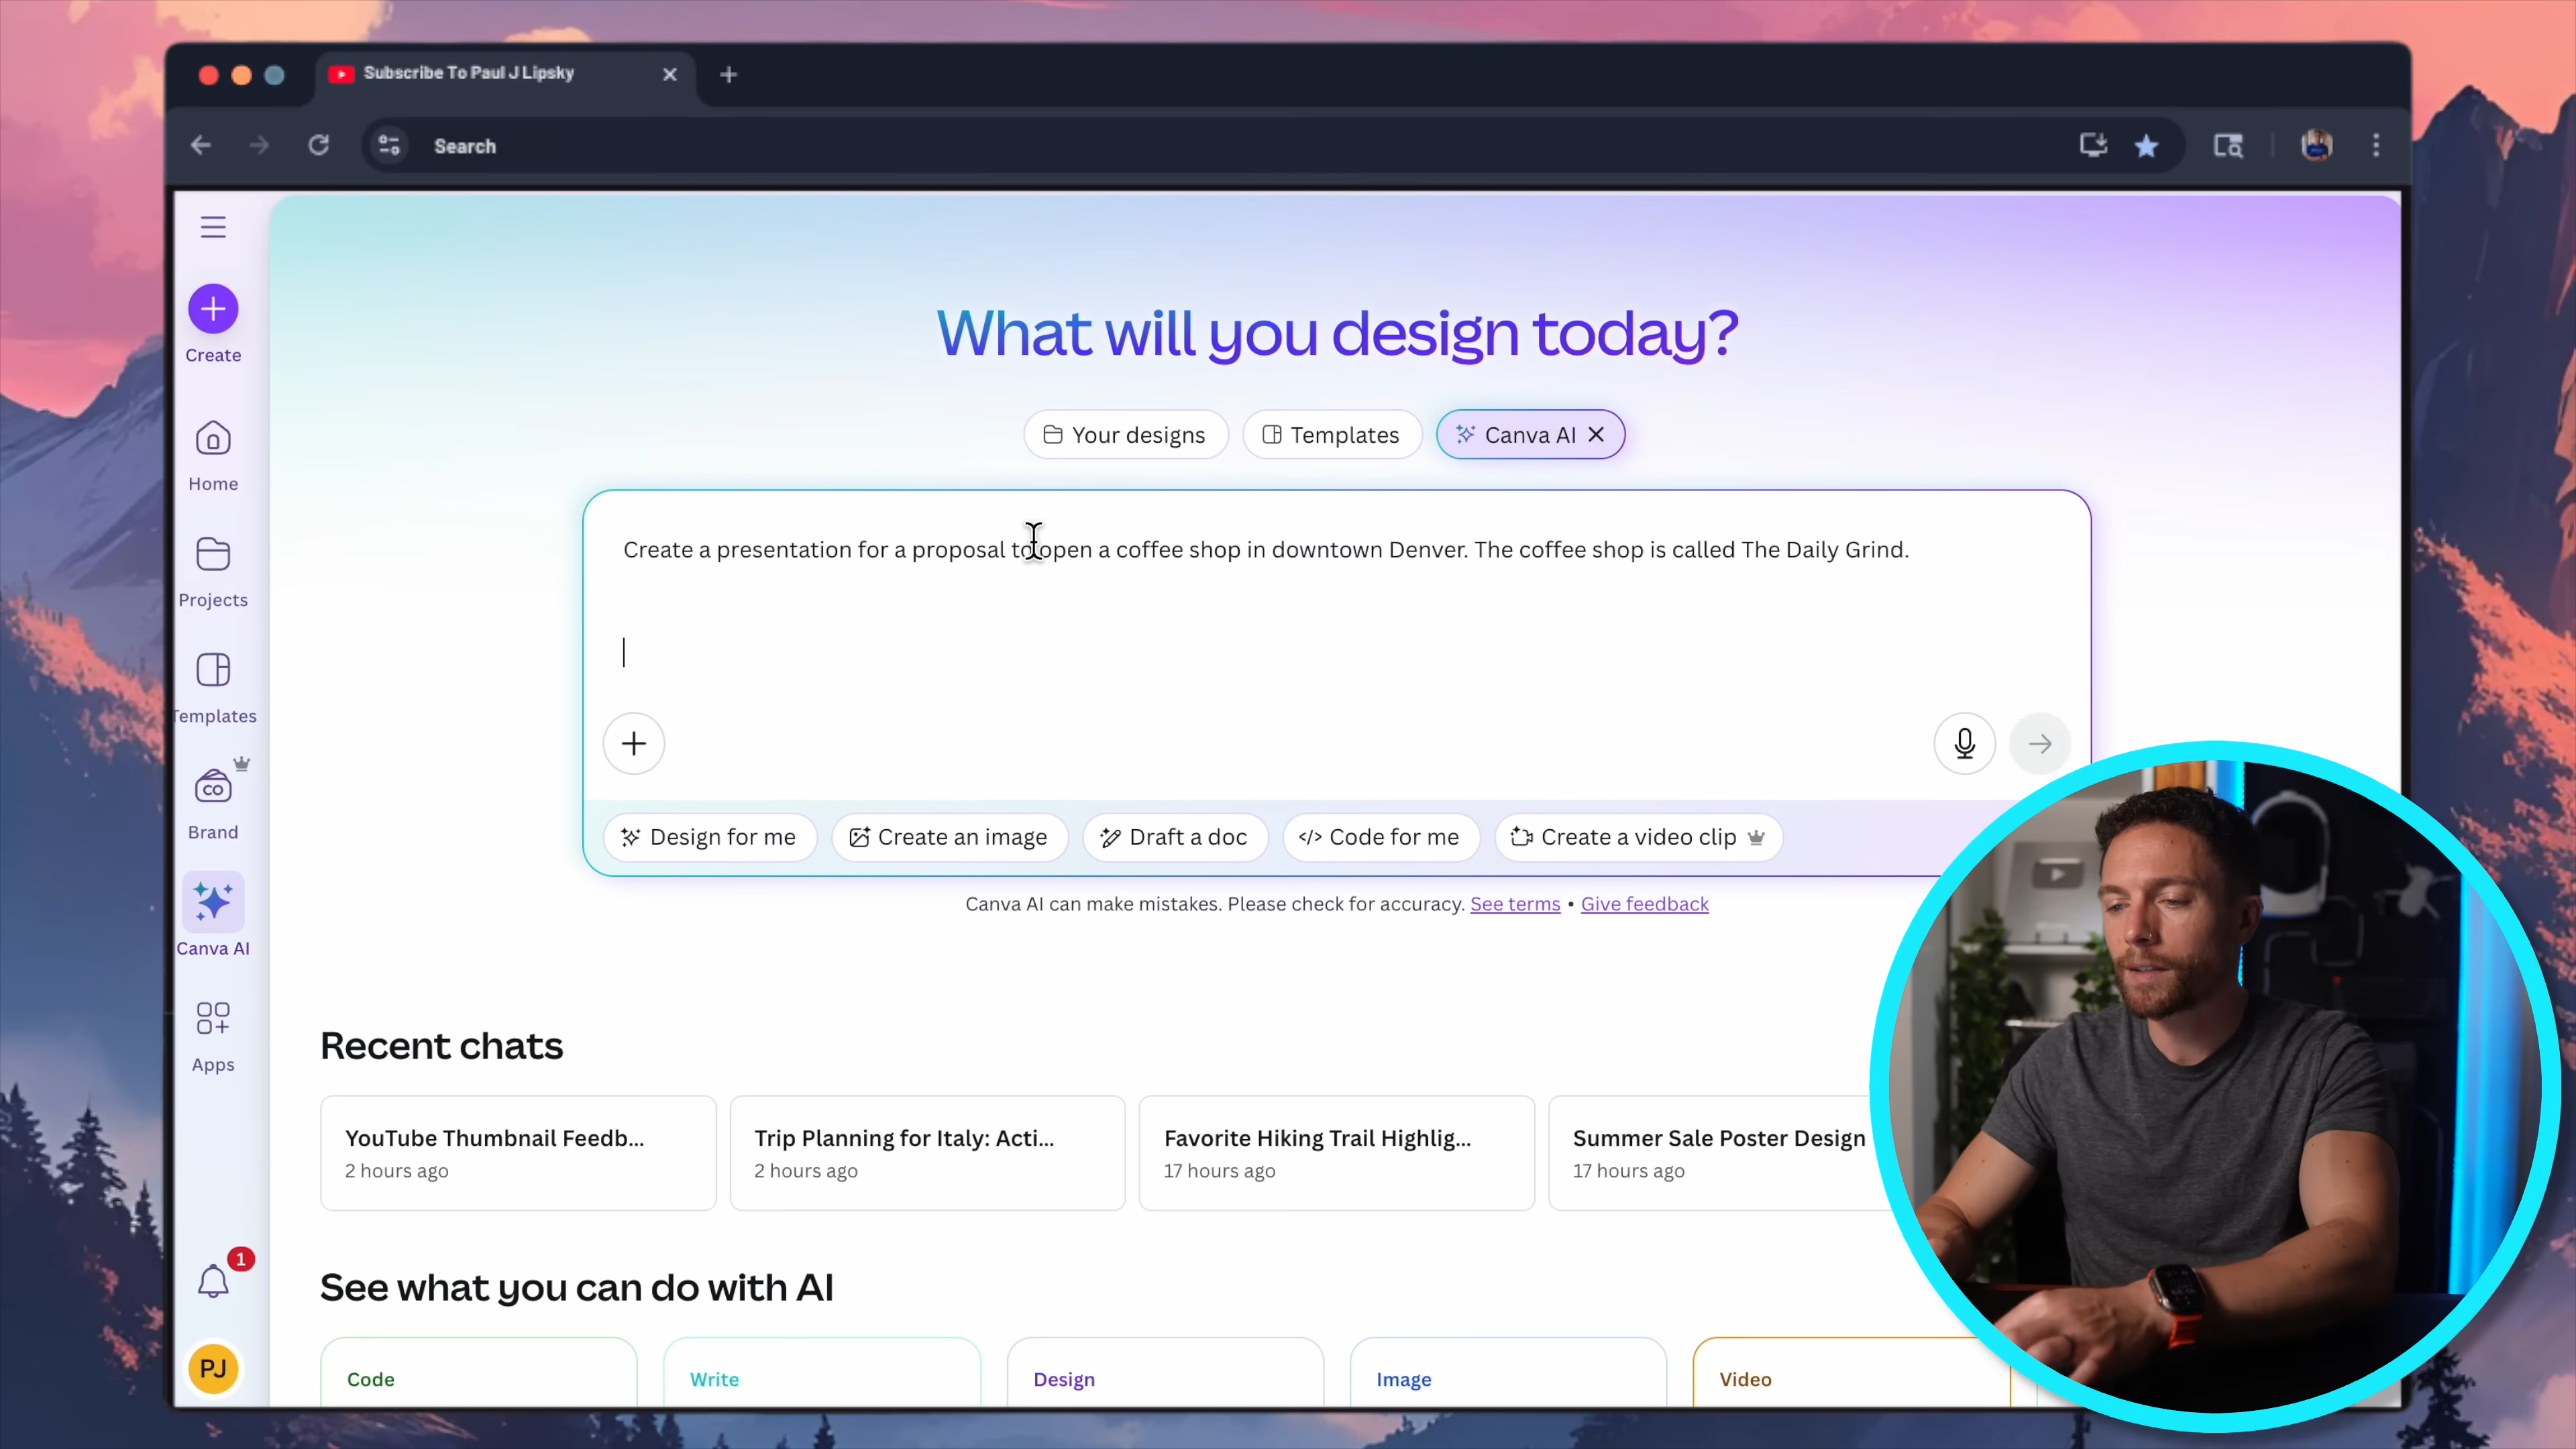 Subscribe To Paul J Lipsky
Search
Create
Home
Projects
Templates
CO
Brand
Canva AI
Apps
1
PJ
What will you design today?
Your designs
Templates
Canva AI
Create a presentation for a proposal to open a coffee shop in downtown Denver. The coffee shop is called The Daily Grind.
Design for me
Create an image
Draft a doc
</> Code for me
Create a video clip
Canva AI can make mistakes. Please check for accuracy. See terms • Give feedback
Recent chats
YouTube Thumbnail Feedb...
2 hours ago
Trip Planning for Italy: Acti...
2 hours ago
Favorite Hiking Trail Highlig...
17 hours ago
Summer Sale Poster Design
17 hours ago
See what you can do with AI
Code
Write
Design
Image
Video